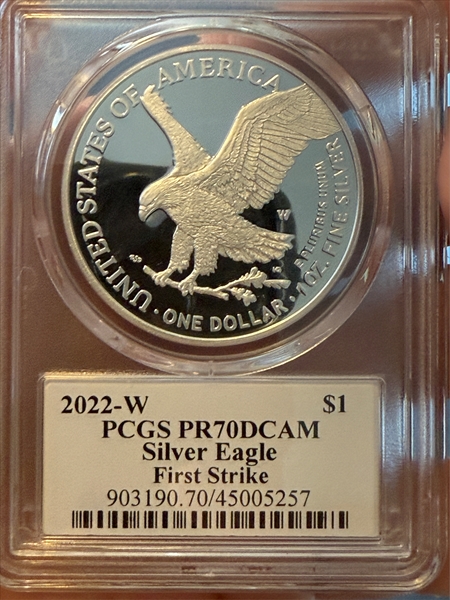 UNITED STATES OF AMERICA
W
E PLURIBUS UNUM
1 OZ. FINE SILVER
· ONE DOLLAR ·
2022-W $1
PCGS PR70DCAM
Silver Eagle
First Strike
903190.70/45005257